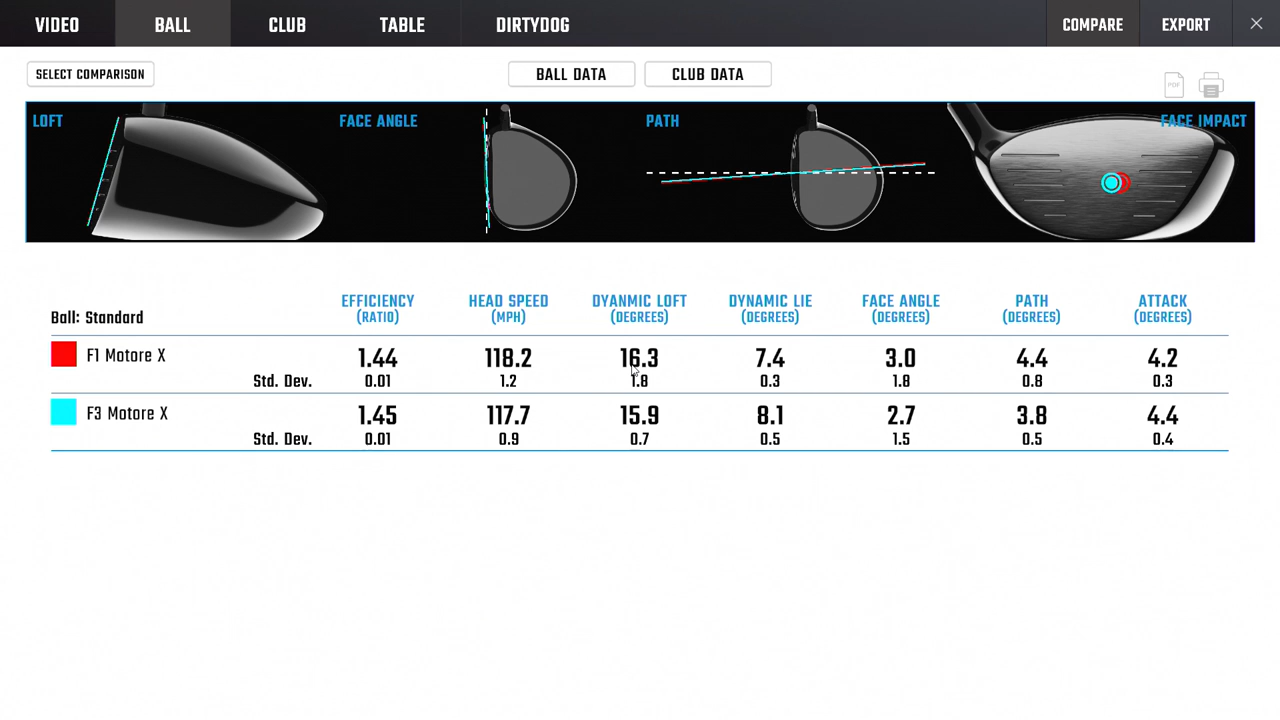 VIDEO BALL CLUB TABLE DIRTYDOG COMPARE EXPORT
SELECT COMPARISON BALL DATA CLUB DATA
PDF
LOFT FACE ANGLE PATH FACE IMPACT
EFFICIENCY HEAD SPEED DYANMIC LOFT DYNAMIC LIE FACE ANGLE PATH ATTACK
Ball: Standard (RATIO) (MPH) (DEGREES) (DEGREES) (DEGREES) (DEGREES) (DEGREES)
F1 Motore X 1.44 118.2 16.3 7.4 3.0 4.4 4.2
Std. Dev. 0.01 1.2 1.8 0.3 1.8 0.8 0.3
F3 Motore X 1.45 117.7 15.9 8.1 2.7 3.8 4.4
Std. Dev. 0.01 0.9 0.7 0.5 1.5 0.5 0.4